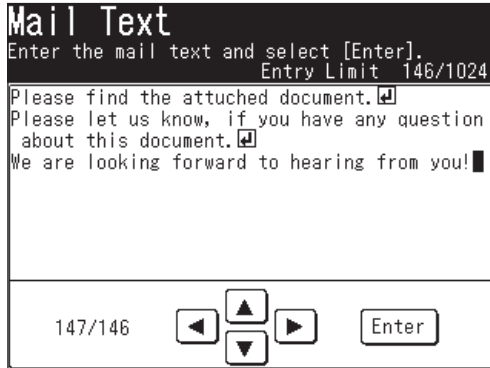 Mail Text
Enter the mail text and select [Enter].
Entry Limit 146/1024
Please find the attuched document.↵
Please let us know, if you have any question
about this document.↵
We are looking forward to hearing from you!
147/146
Enter